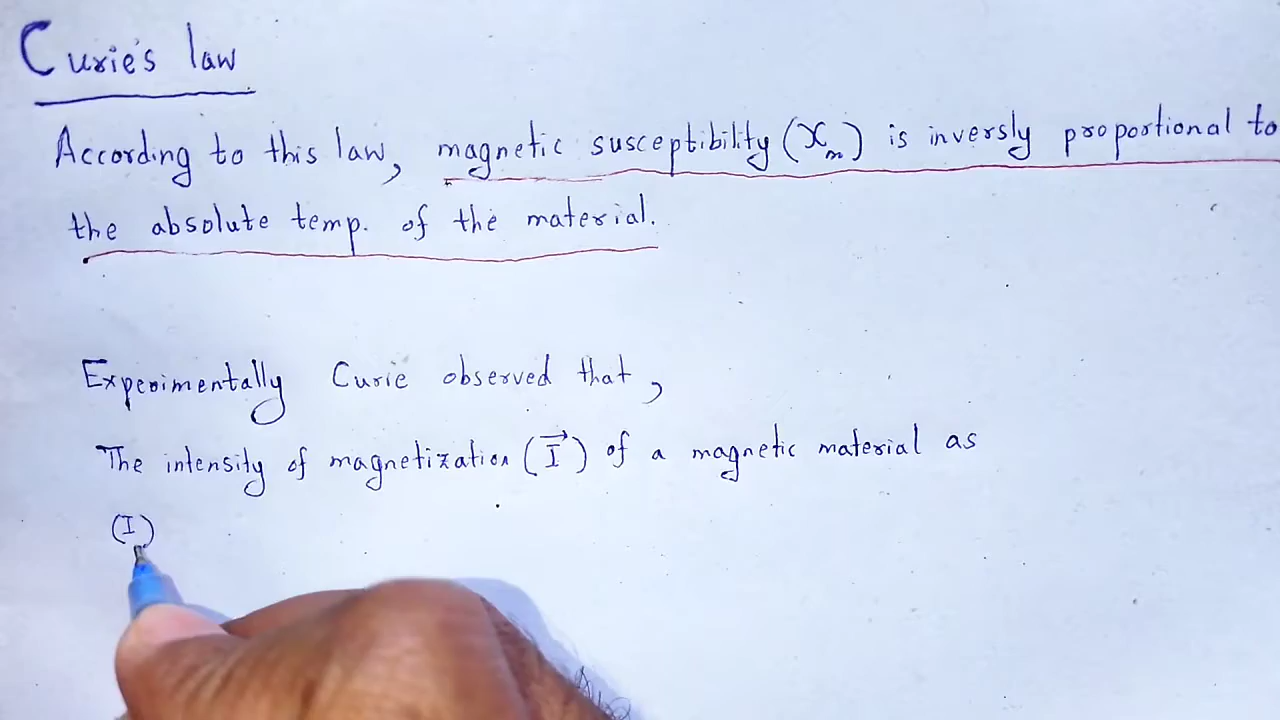 Curie's law
According to this law, magnetic susceptibility (χm) is inversly proportional to
the absolute temp. of the material.
Experimentally Curie observed that,
The intensity of magnetization (I⃗) of a magnetic material as
(I)